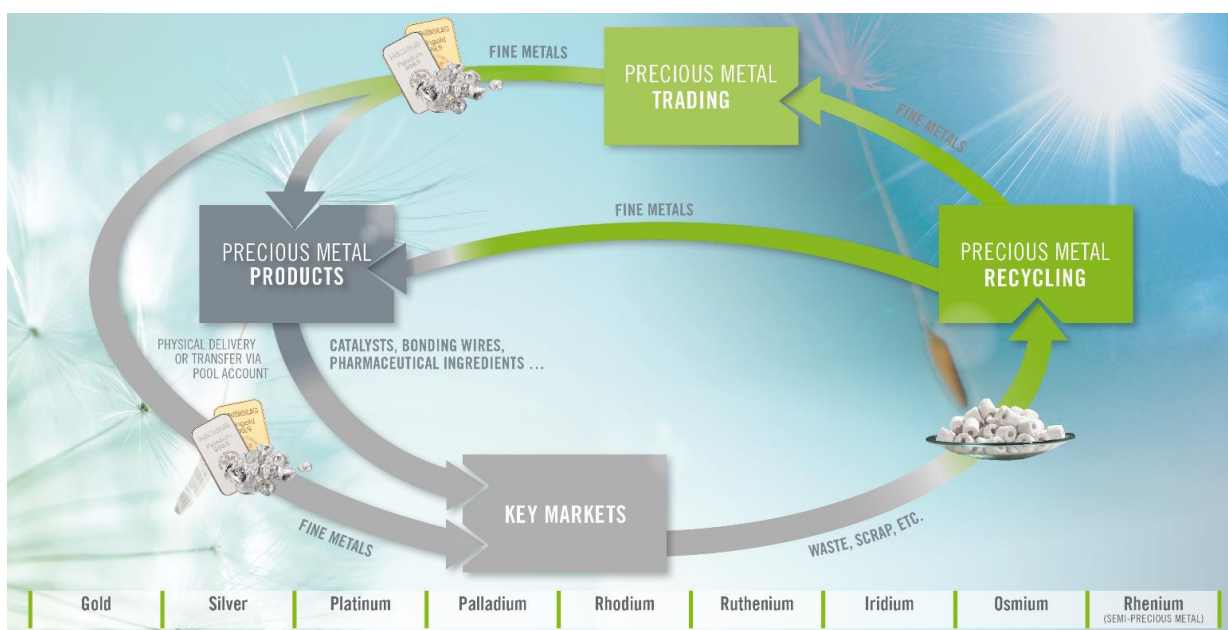 FINE METALS
PRECIOUS METAL
TRADING
FINE METALS
FINE METALS
PRECIOUS METAL
PRODUCTS
PRECIOUS METAL
RECYCLING
PHYSICAL DELIVERY
OR TRANSFER VIA
POOL ACCOUNT
CATALYSTS, BONDING WIRES,
PHARMACEUTICAL INGREDIENTS ...
KEY MARKETS
FINE METALS
WASTE, SCRAP, ETC.
Gold
Silver
Platinum
Palladium
Rhodium
Ruthenium
Iridium
Osmium
Rhenium
(SEMI-PRECIOUS METAL)